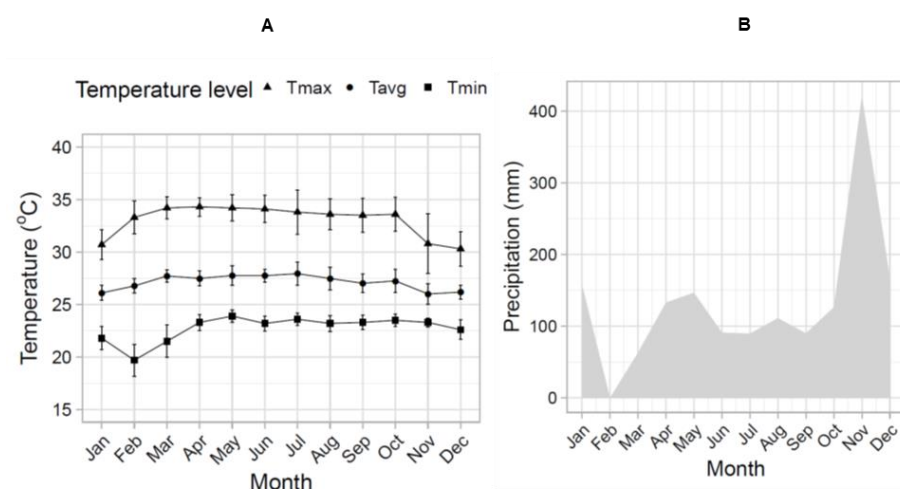 A
Temperature level ▲ Tmax ● Tavg ■ Tmin
Temperature (°C)
40
35
30
25
20
15
Jan Feb Mar Apr May Jun Jul Aug Sep Oct Nov Dec
Month
B
Precipitation (mm)
400
300
200
100
0
Jan Feb Mar Apr May Jun Jul Aug Sep Oct Nov Dec
Month